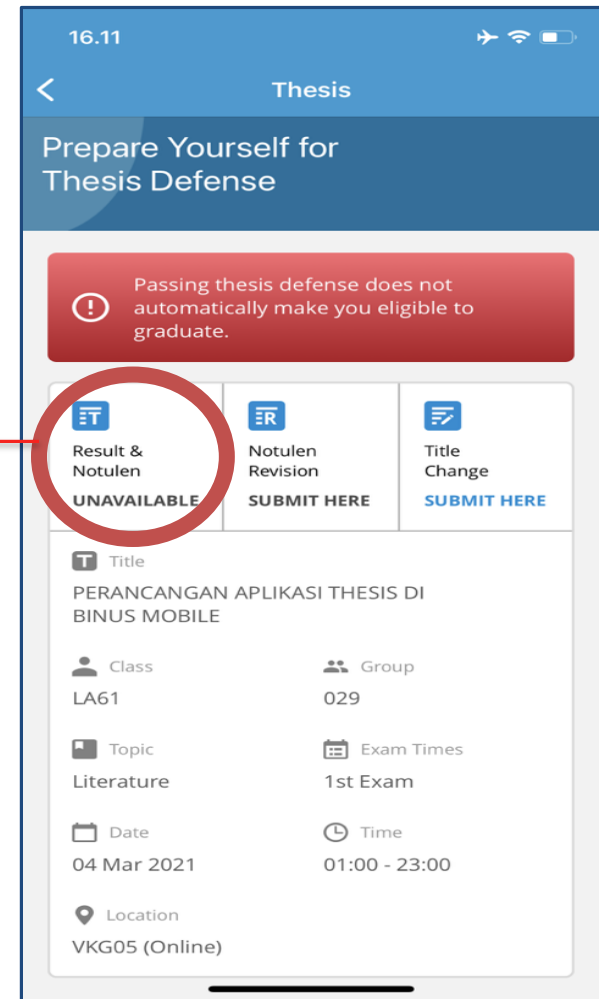 16.11
Thesis
Prepare Yourself for
Thesis Defense
Passing thesis defense does not
automatically make you eligible to
graduate.
T
Result &
Notulen
UNAVAILABLE
R
Notulen
Revision
SUBMIT HERE
Title
Change
SUBMIT HERE
T Title
PERANCANGAN APLIKASI THESIS DI
BINUS MOBILE
Class
LA61
Group
029
Topic
Literature
Exam Times
1st Exam
Date
04 Mar 2021
Time
01:00 - 23:00
Location
VKG05 (Online)